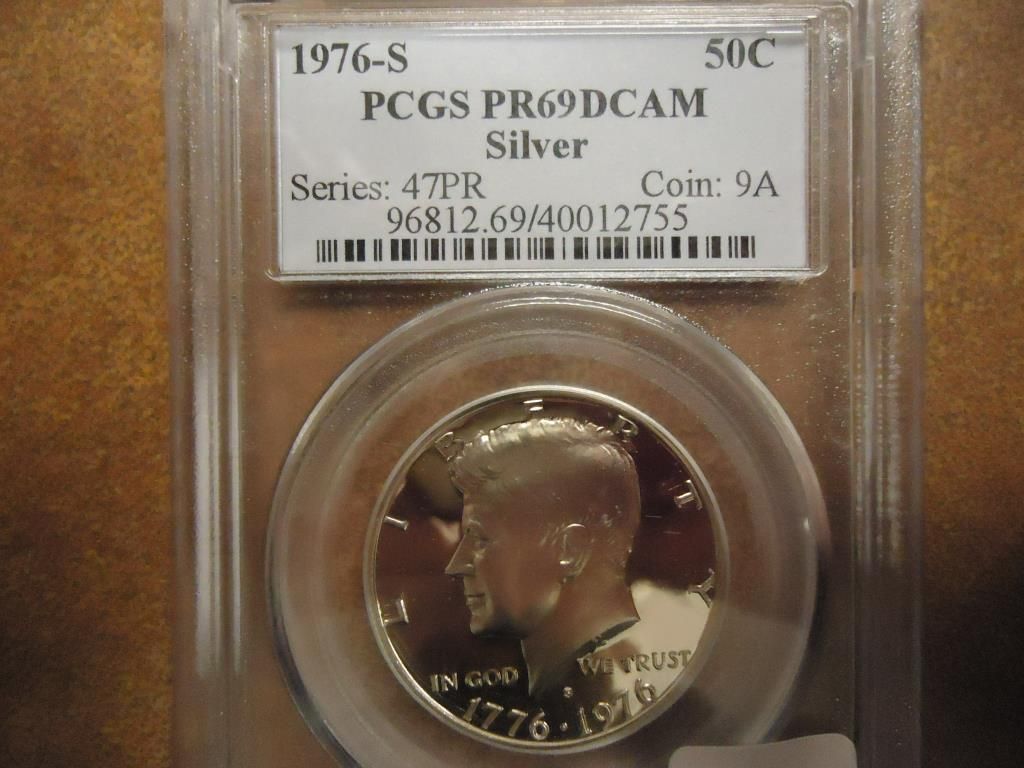 1976-S 50C
PCGS PR69DCAM
Silver
Series: 47PR Coin: 9A
96812.69/40012755
LIBERTY
IN GOD WE TRUST
S
1776 · 1976